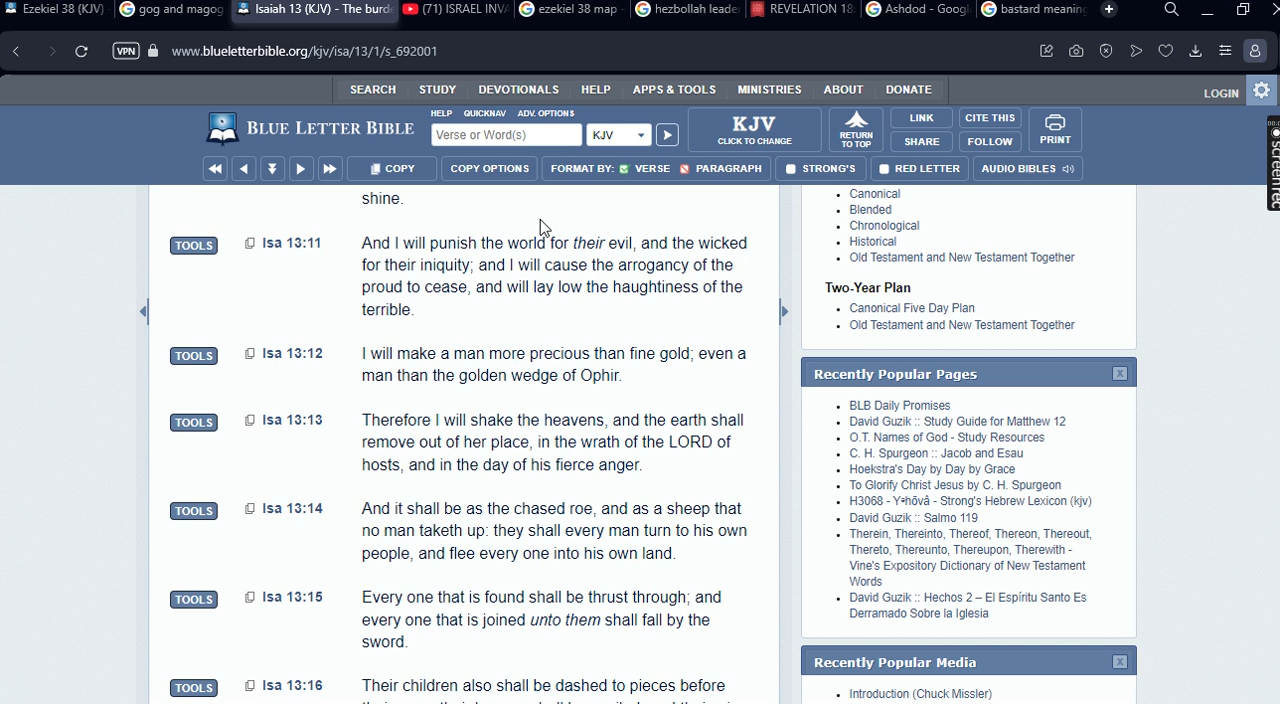 Ezekiel 38 (KJV)
gog and magog
Isaiah 13 (KJV) - The burde
(71) ISRAEL INVA
ezekiel 38 map -
hezbollah leade
REVELATION 18:
Ashdod - Googl
bastard meanin
VPN www.blueletterbible.org/kjv/isa/13/1/s_692001
SEARCH STUDY DEVOTIONALS HELP APPS & TOOLS MINISTRIES ABOUT DONATE
LOGIN
BLUE LETTER BIBLE
HELP QUICKNAV ADV. OPTIONS
Verse or Word(s) KJV
KJV
CLICK TO CHANGE
RETURN
TO TOP
LINK CITE THIS
SHARE FOLLOW
PRINT
COPY COPY OPTIONS FORMAT BY: VERSE PARAGRAPH STRONG'S RED LETTER AUDIO BIBLES
screenrec
shine.
TOOLS Isa 13:11 And I will punish the world for their evil, and the wicked
for their iniquity; and I will cause the arrogancy of the
proud to cease, and will lay low the haughtiness of the
terrible.
TOOLS Isa 13:12 I will make a man more precious than fine gold; even a
man than the golden wedge of Ophir.
TOOLS Isa 13:13 Therefore I will shake the heavens, and the earth shall
remove out of her place, in the wrath of the LORD of
hosts, and in the day of his fierce anger.
TOOLS Isa 13:14 And it shall be as the chased roe, and as a sheep that
no man taketh up: they shall every man turn to his own
people, and flee every one into his own land.
TOOLS Isa 13:15 Every one that is found shall be thrust through; and
every one that is joined unto them shall fall by the
sword.
TOOLS Isa 13:16 Their children also shall be dashed to pieces before
Canonical
Blended
Chronological
Historical
Old Testament and New Testament Together
Two-Year Plan
Canonical Five Day Plan
Old Testament and New Testament Together
Recently Popular Pages x
BLB Daily Promises
David Guzik :: Study Guide for Matthew 12
O.T. Names of God - Study Resources
C. H. Spurgeon :: Jacob and Esau
Hoekstra's Day by Day by Grace
To Glorify Christ Jesus by C. H. Spurgeon
H3068 - Yᵉhōvâ - Strong's Hebrew Lexicon (kjv)
David Guzik :: Salmo 119
Therein, Thereinto, Thereof, Thereon, Thereout,
Thereto, Thereunto, Thereupon, Therewith -
Vine's Expository Dictionary of New Testament
Words
David Guzik :: Hechos 2 – El Espíritu Santo Es
Derramado Sobre la Iglesia
Recently Popular Media x
Introduction (Chuck Missler)